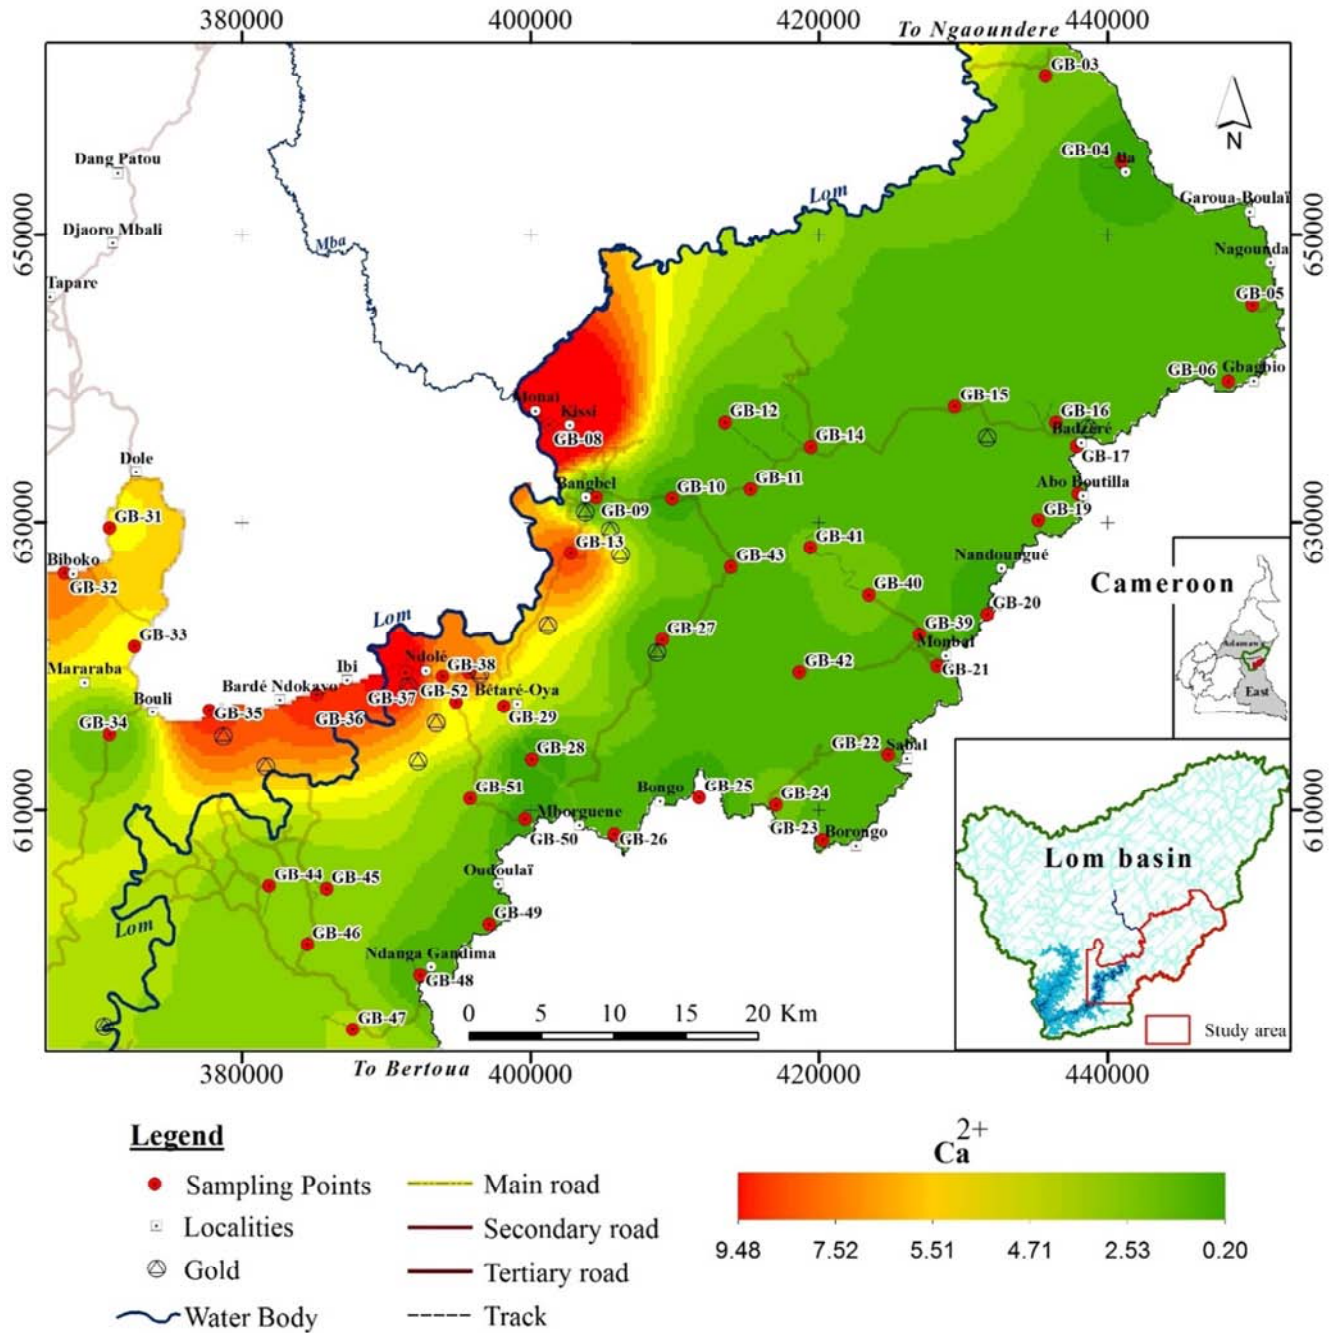 380000 400000 420000 440000
To Ngaoundere
GB-03
N
Dang Patou
GB-04
Ba
Lom
Garoua-Boulaï
Djaoro Mbali
Mba
650000 650000
Nagounda
Tapare
GB-05
GB-06 Gbagbio
GB-15
Kissi
GB-12
GB-16
GB-08
GB-14
Badzéré
GB-17
Dole
Bangbel
GB-10
GB-11
Abo Boutilla
GB-31
GB-09
GB-19
630000 630000
GB-13
GB-41
Biboko
GB-43
Nandoungué
GB-32
GB-40
Cameroon
Lom
GB-20
GB-33
GB-27
GB-39
Monbal
Adamawa
Mararaba
Ibi
Ndolé
GB-38
GB-42
GB-21
Bardé Ndokayo
GB-52
Bétaré-Oya
East
Bouli
GB-37
GB-34
GB-35
GB-36
GB-29
GB-28
GB-22
Sabal
GB-51
Bongo
GB-25
GB-24
610000 610000
Mborguene
GB-50
GB-26
GB-23
Borongo
Lom basin
Oudoulaï
GB-44
GB-45
GB-49
Lom
GB-46
Ndanga Gandima
GB-48
GB-47
0 5 10 15 20 Km
Study area
380000 400000 420000 440000
To Bertoua
Legend
Ca2+
Sampling Points
Main road
Localities
Secondary road
9.48 7.52 5.51 4.71 2.53 0.20
Gold
Tertiary road
Water Body
Track